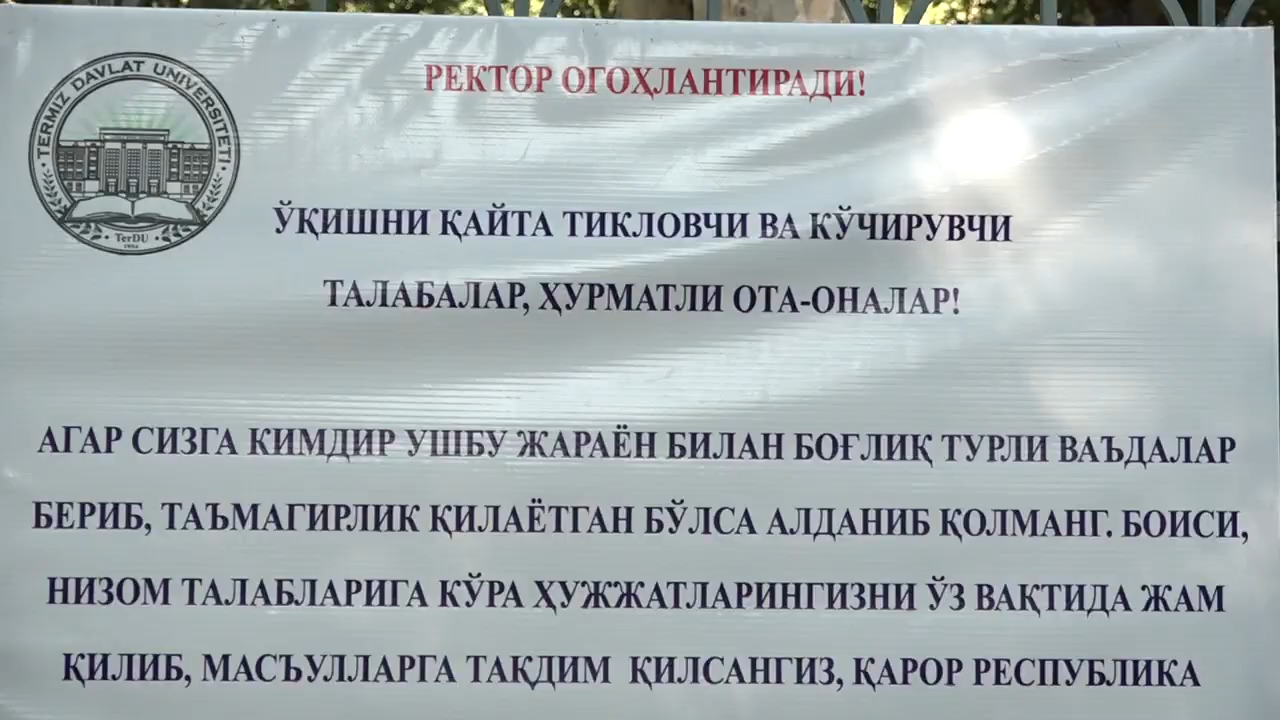 РЕКТОР ОГОҲЛАНТИРАДИ!
TERMIZ DAVLAT UNIVERSITETI
TerDU
ЎҚИШНИ ҚАЙТА ТИКЛОВЧИ ВА КЎЧИРУВЧИ
ТАЛАБАЛАР, ҲУРМАТЛИ ОТА-ОНАЛАР!
АГАР СИЗГА КИМДИР УШБУ ЖАРАЁН БИЛАН БОҒЛИҚ ТУРЛИ ВАЪДАЛАР
БЕРИБ, ТАЪМАГИРЛИК ҚИЛАЁТГАН БЎЛСА АЛДАНИБ ҚОЛМАНГ. БОИСИ,
НИЗОМ ТАЛАБЛАРИГА КЎРА ҲУЖЖАТЛАРИНГИЗНИ ЎЗ ВАҚТИДА ЖАМ
ҚИЛИБ, МАСЪУЛЛАРГА ТАҚДИМ ҚИЛСАНГИЗ, ҚАРОР РЕСПУБЛИКА